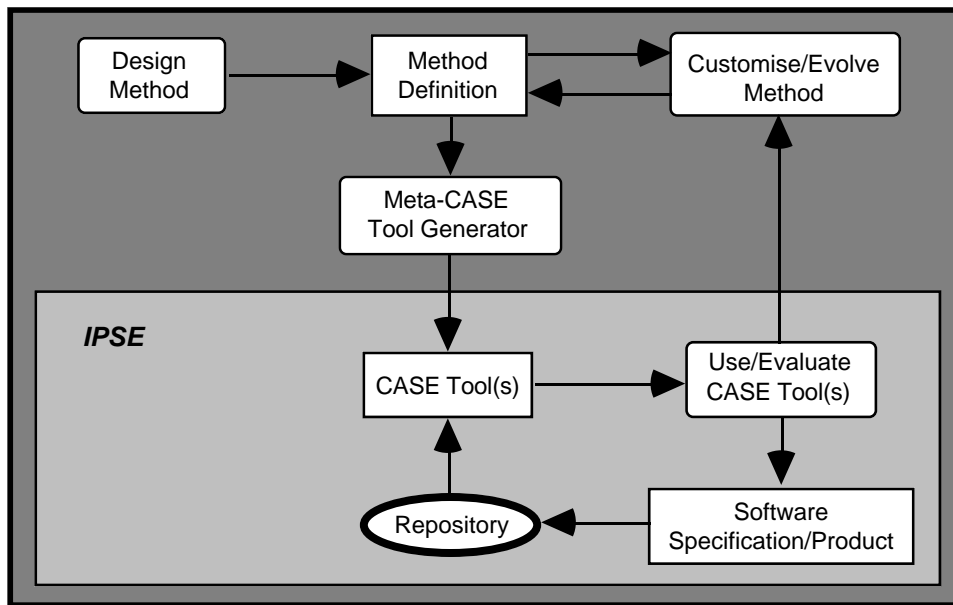 Design
Method
Method
Definition
Customise/Evolve
Method
Meta-CASE
Tool Generator
IPSE
CASE Tool(s)
Use/Evaluate
CASE Tool(s)
Repository
Software
Specification/Product